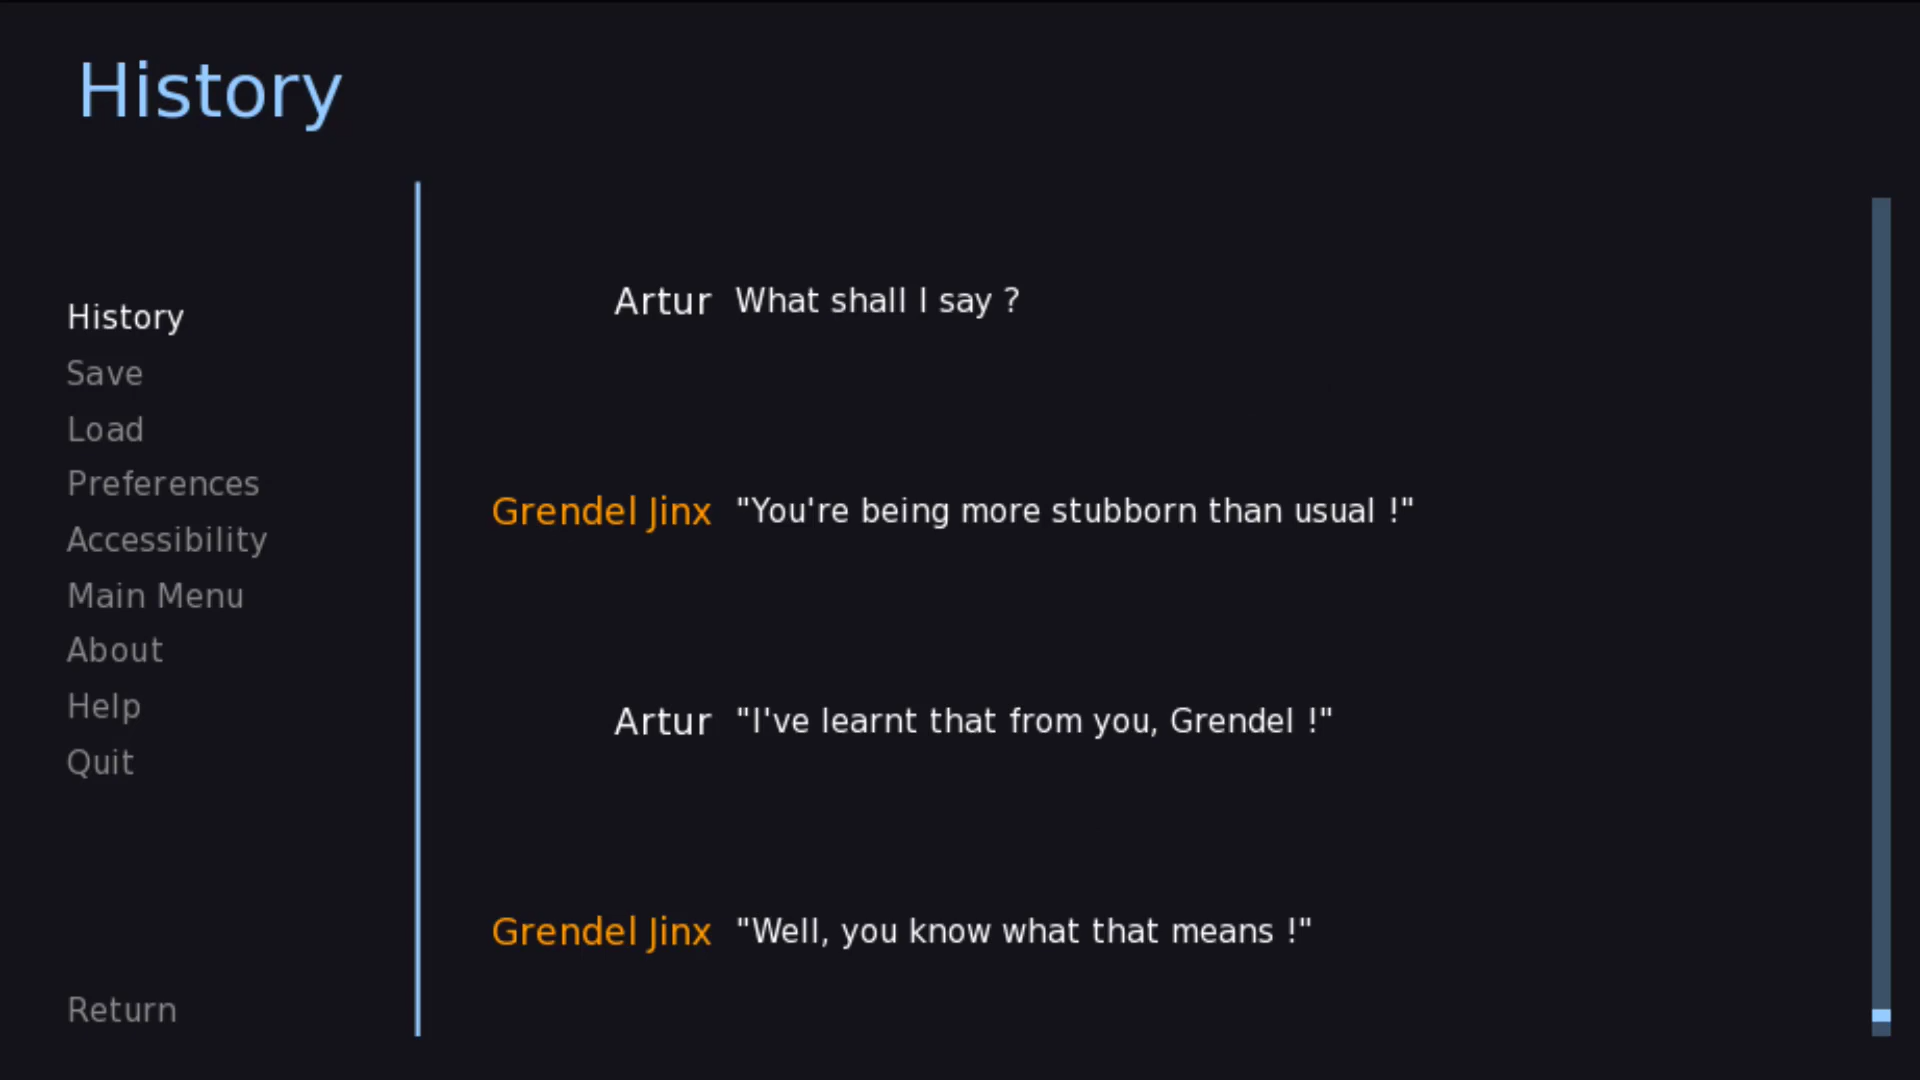 History
History
Save
Load
Preferences
Accessibility
Main Menu
About
Help
Quit
Return
Artur What shall I say ?
Grendel Jinx "You're being more stubborn than usual !"
Artur "I've learnt that from you, Grendel !"
Grendel Jinx "Well, you know what that means !"